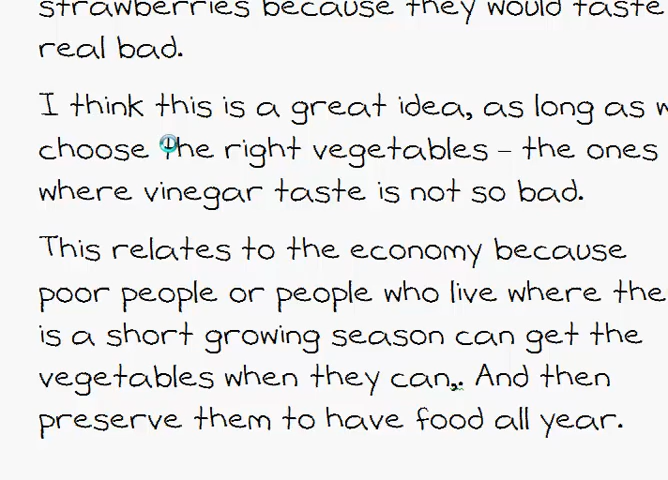 strawberries because they would taste
real bad.
I think this is a great idea, as long as w
choose the right vegetables – the ones
where vinegar taste is not so bad.
This relates to the economy because
poor people or people who live where the
is a short growing season can get the
vegetables when they can,. And then
preserve them to have food all year.